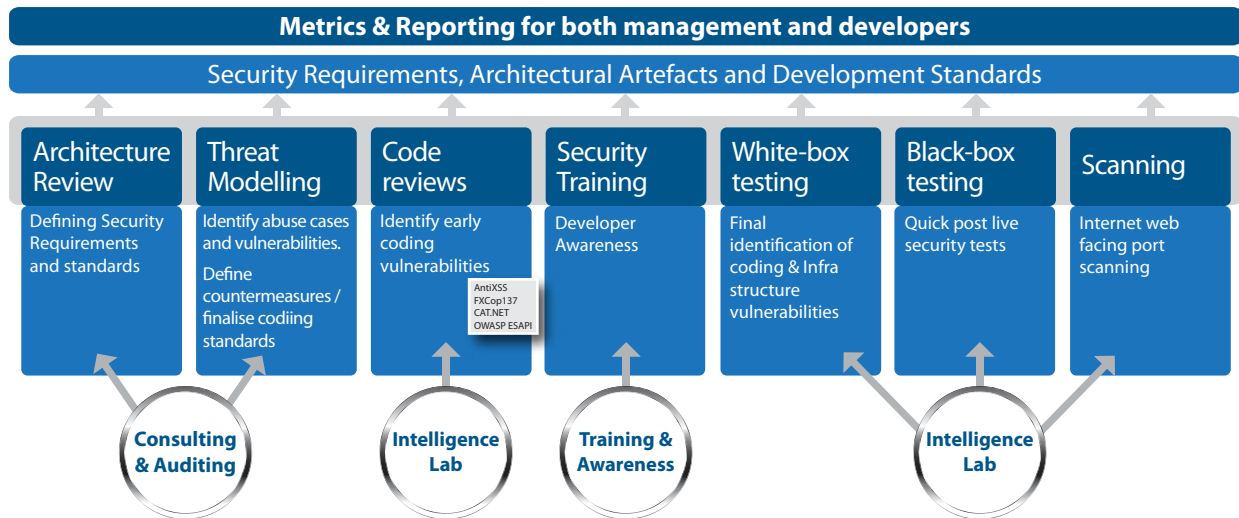 Metrics & Reporting for both management and developers
Security Requirements, Architectural Artefacts and Development Standards
Architecture
Review
Defining Security
Requirements
and standards
Threat
Modelling
Identify abuse cases
and vulnerabilities.
Define
countermeasures /
finalise codiing
standards
Code
reviews
Identify early
coding
vulnerabilities
AntiXSS
FXCop137
CAT.NET
OWASP ESAPI
Security
Training
Developer
Awareness
White-box
testing
Final
identification of
coding & Infra
structure
vulnerabilities
Black-box
testing
Quick post live
security tests
Scanning
Internet web
facing port
scanning
Consulting
& Auditing
Intelligence
Lab
Training &
Awareness
Intelligence
Lab